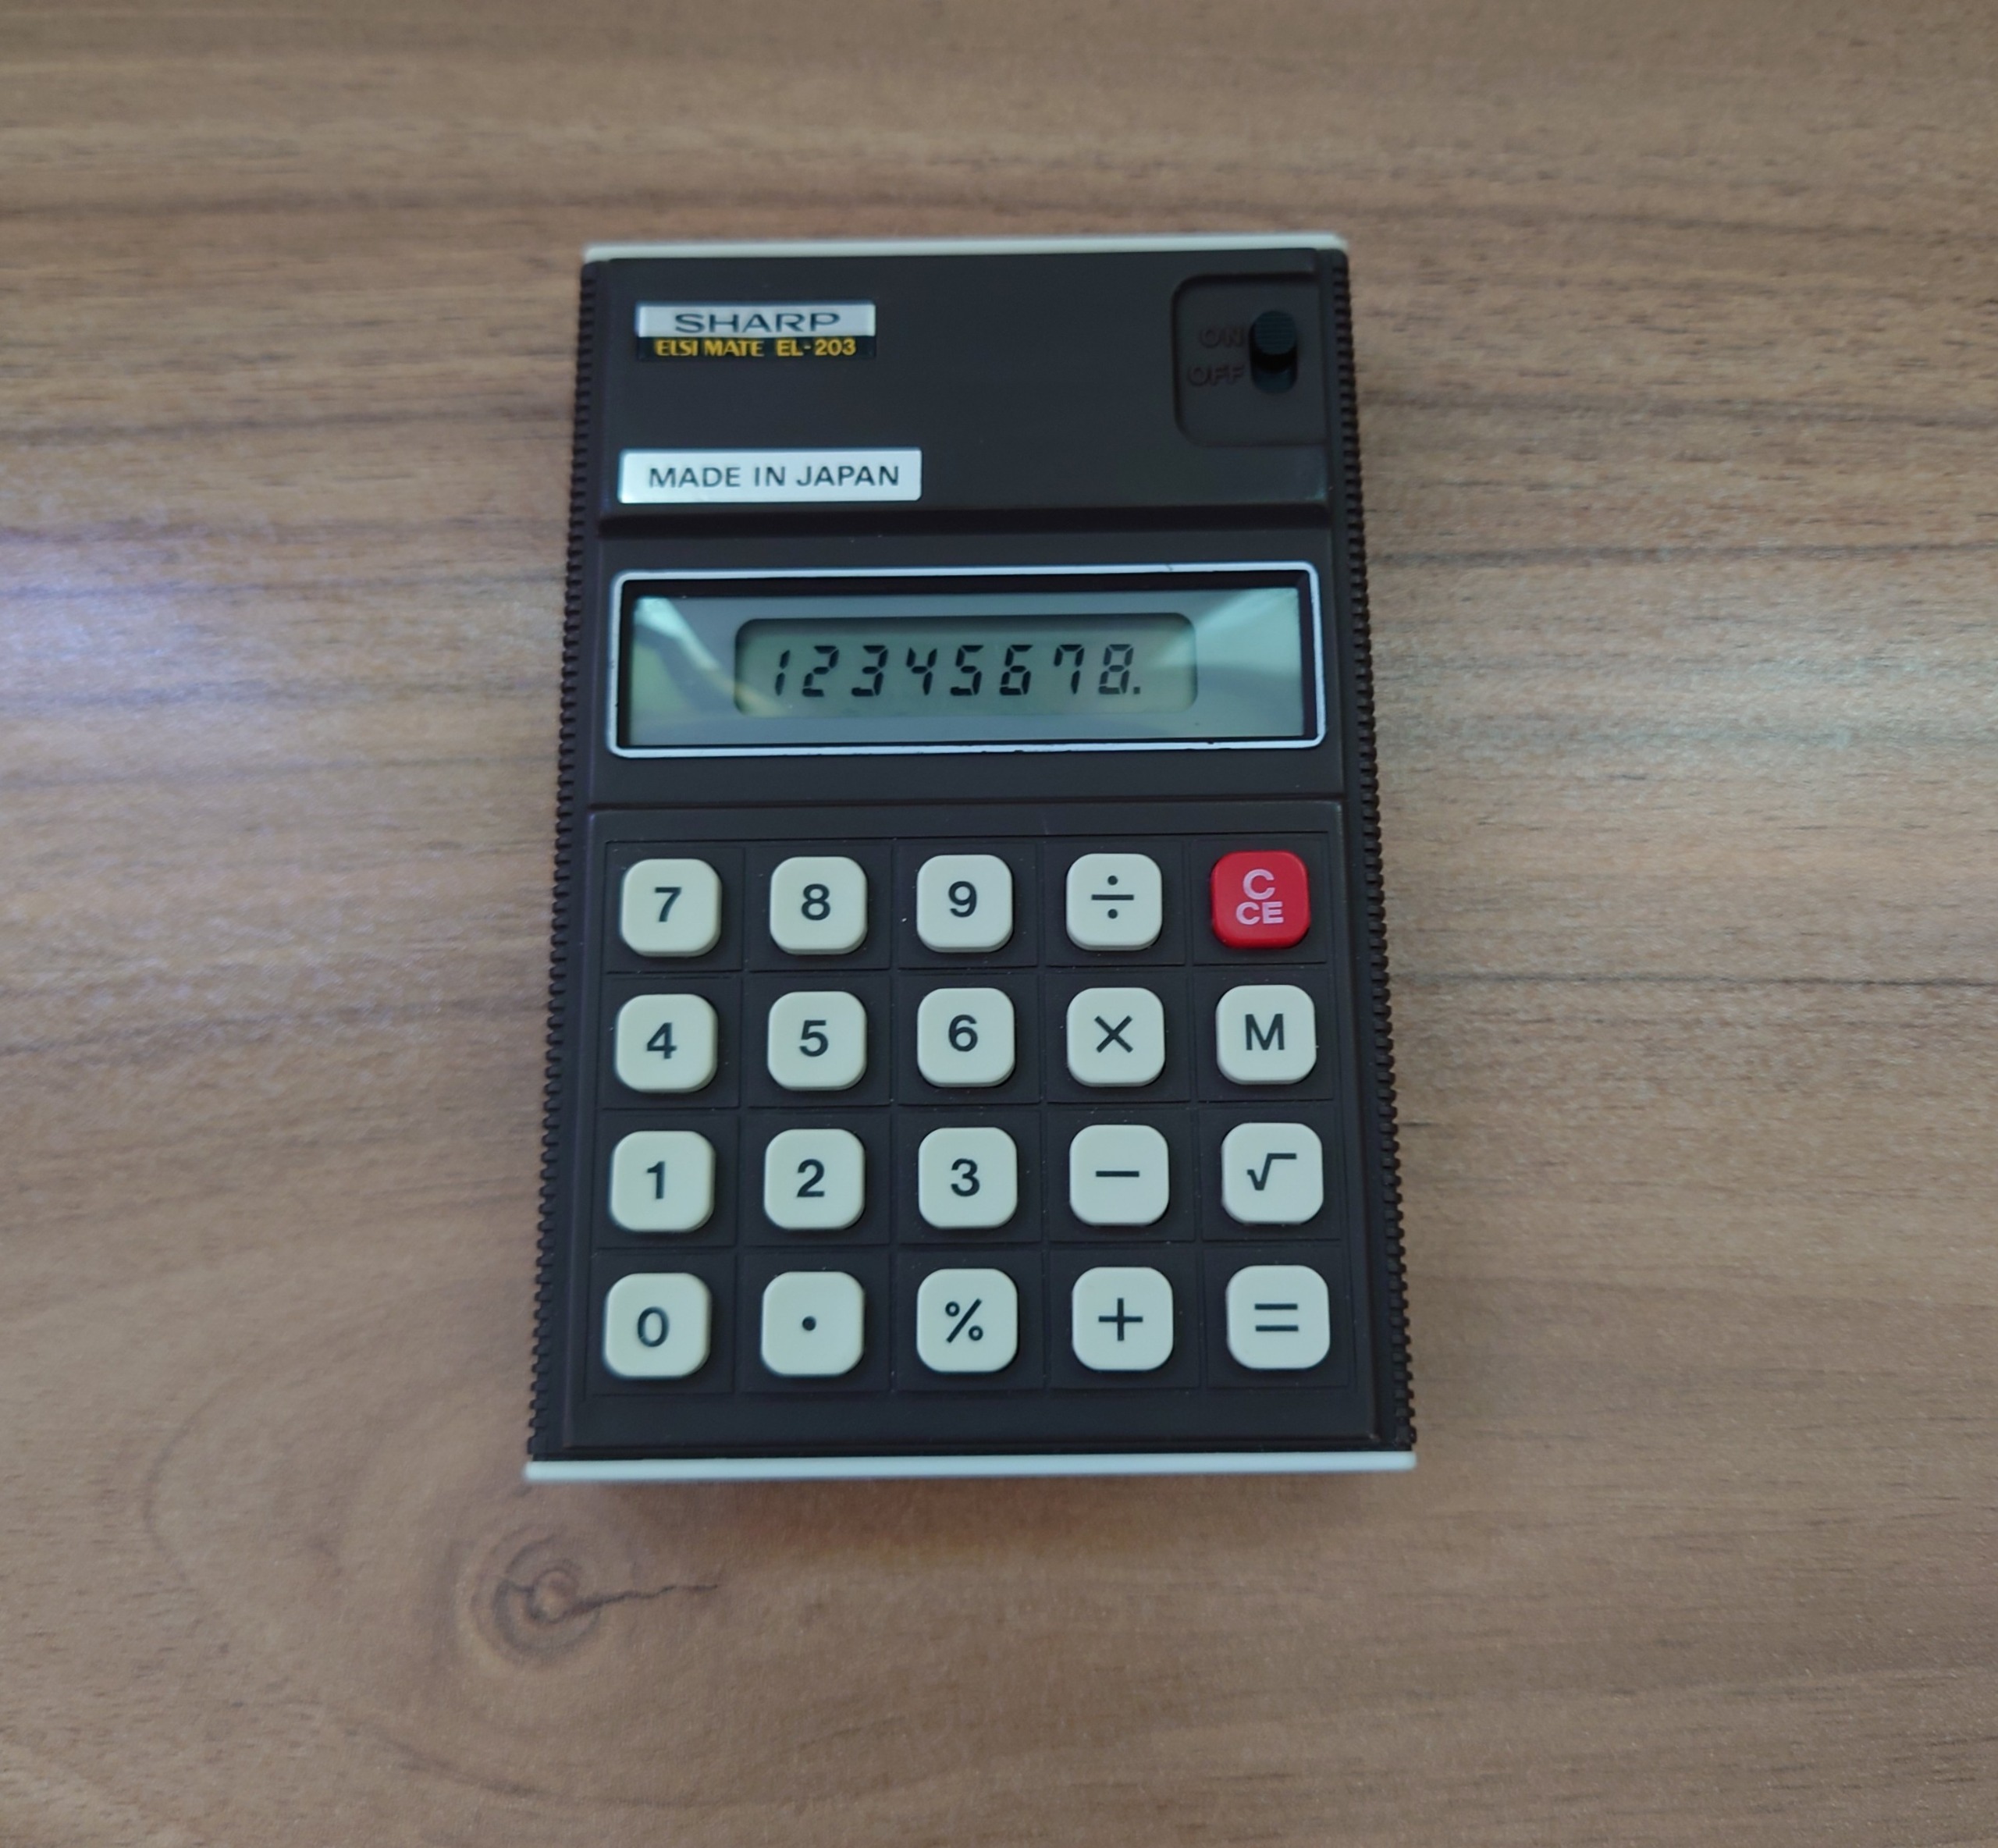 SHARP
ELSI MATE EL-203
ON
OFF
MADE IN JAPAN
12345678.
7 8 9 ÷ C CE
4 5 6 × M
1 2 3 − √
0 . % + =